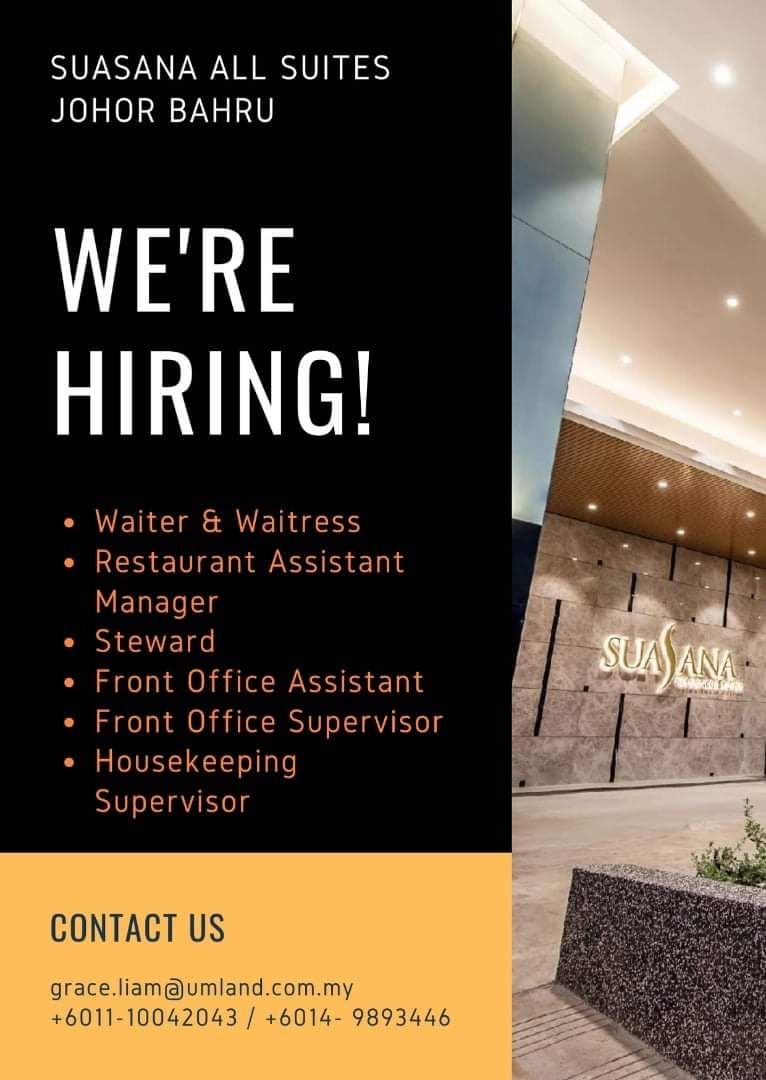 SUASANA ALL SUITES
JOHOR BAHRU
WE'RE
HIRING!
• Waiter & Waitress
• Restaurant Assistant
Manager
• Steward
• Front Office Assistant
• Front Office Supervisor
• Housekeeping
Supervisor
SUASANA
CONTACT US
grace.liam@umland.com.my
+6011-10042043 / +6014- 9893446